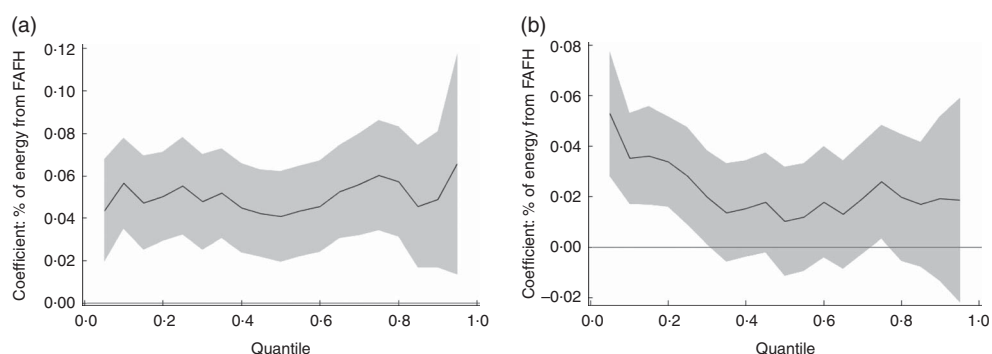 (a)
Coefficient: % of energy from FAFH
0·12
0·10
0·08
0·06
0·04
0·02
0·00
0·0 0·2 0·4 0·6 0·8 1·0
Quantile
(b)
Coefficient: % of energy from FAFH
0·08
0·06
0·04
0·02
0·00
–0·02
0·0 0·2 0·4 0·6 0·8 1·0
Quantile